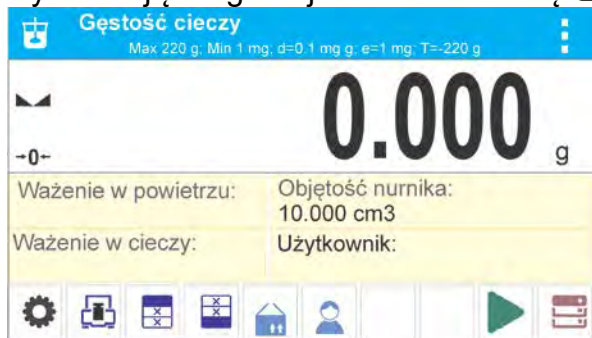 Gęstość cieczy
Max 220 g; Min 1 mg; d=0.1 mg g; e=1 mg; T=-220 g
0.000 g
→0←
Ważenie w powietrzu:
Objętość nurnika:
10.000 cm3
Ważenie w cieczy:
Użytkownik: